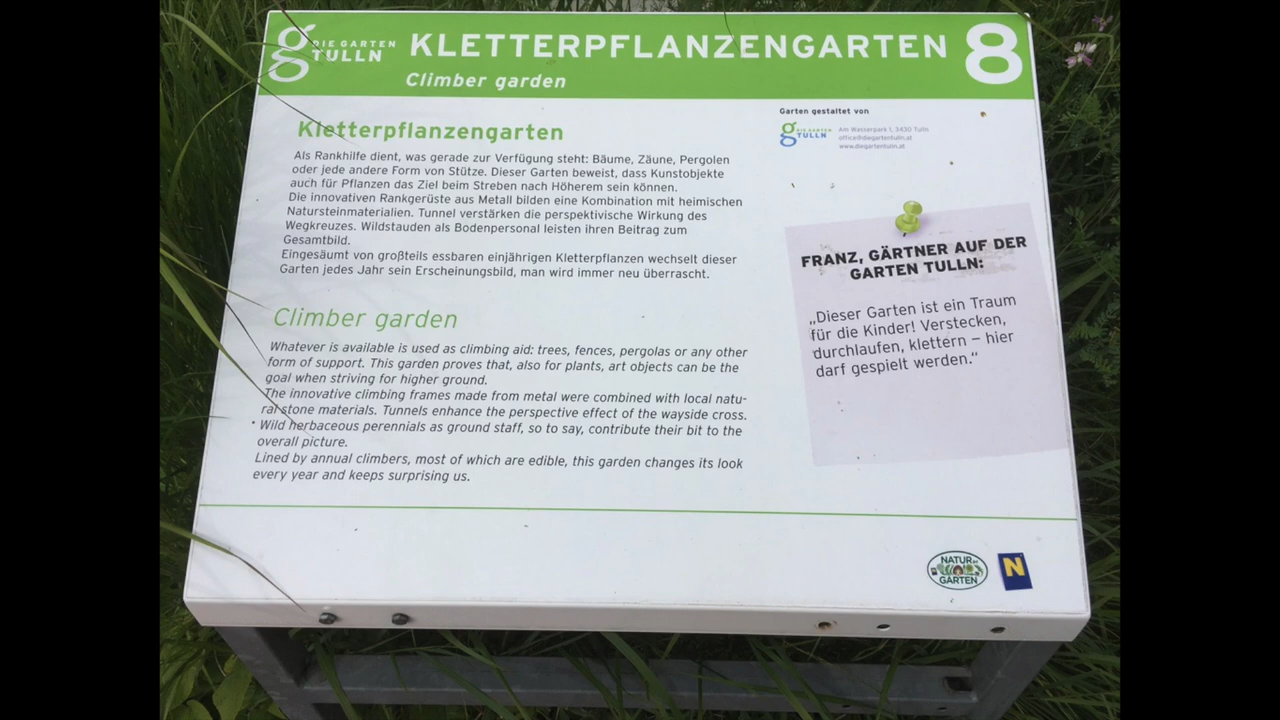 DIE GARTEN
TULLN
KLETTERPFLANZENGARTEN
Climber garden
8
Kletterpflanzengarten
Als Rankhilfe dient, was gerade zur Verfügung steht: Bäume, Zäune, Pergolen
oder jede andere Form von Stütze. Dieser Garten beweist, dass Kunstobjekte
auch für Pflanzen das Ziel beim Streben nach Höherem sein können.
Die innovativen Rankgerüste aus Metall bilden eine Kombination mit heimischen
Natursteinmaterialien. Tunnel verstärken die perspektivische Wirkung des
Wegkreuzes. Wildstauden als Bodenpersonal leisten ihren Beitrag zum
Gesamtbild.
Eingesäumt von großteils essbaren einjährigen Kletterpflanzen wechselt dieser
Garten jedes Jahr sein Erscheinungsbild, man wird immer neu überrascht.
Climber garden
Whatever is available is used as climbing aid: trees, fences, pergolas or any other
form of support. This garden proves that, also for plants, art objects can be the
goal when striving for higher ground.
The innovative climbing frames made from metal were combined with local natu-
ral stone materials. Tunnels enhance the perspective effect of the wayside cross.
Wild herbaceous perennials as ground staff, so to say, contribute their bit to the
overall picture.
Lined by annual climbers, most of which are edible, this garden changes its look
every year and keeps surprising us.
Garten gestaltet von
DIE GARTEN
TULLN
Am Wasserpark 1, 3430 Tulln
office@diegartentulln.at
www.diegartentulln.at
FRANZ, GÄRTNER AUF DER
GARTEN TULLN:
„Dieser Garten ist ein Traum
für die Kinder! Verstecken,
durchlaufen, klettern – hier
darf gespielt werden.“
NATUR im
GARTEN
N